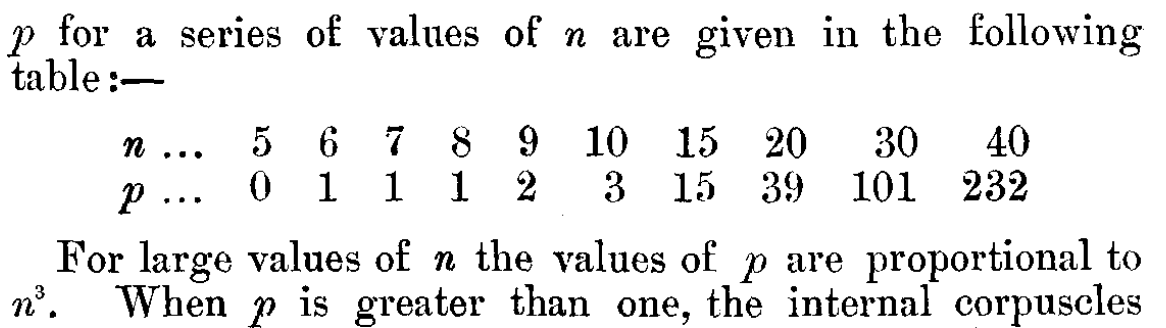 p for a series of values of n are given in the following
table :—
n ... 5 6 7 8 9 10 15 20 30 40
p ... 0 1 1 1 2 3 15 39 101 232
For large values of n the values of p are proportional to
n³. When p is greater than one, the internal corpuscles